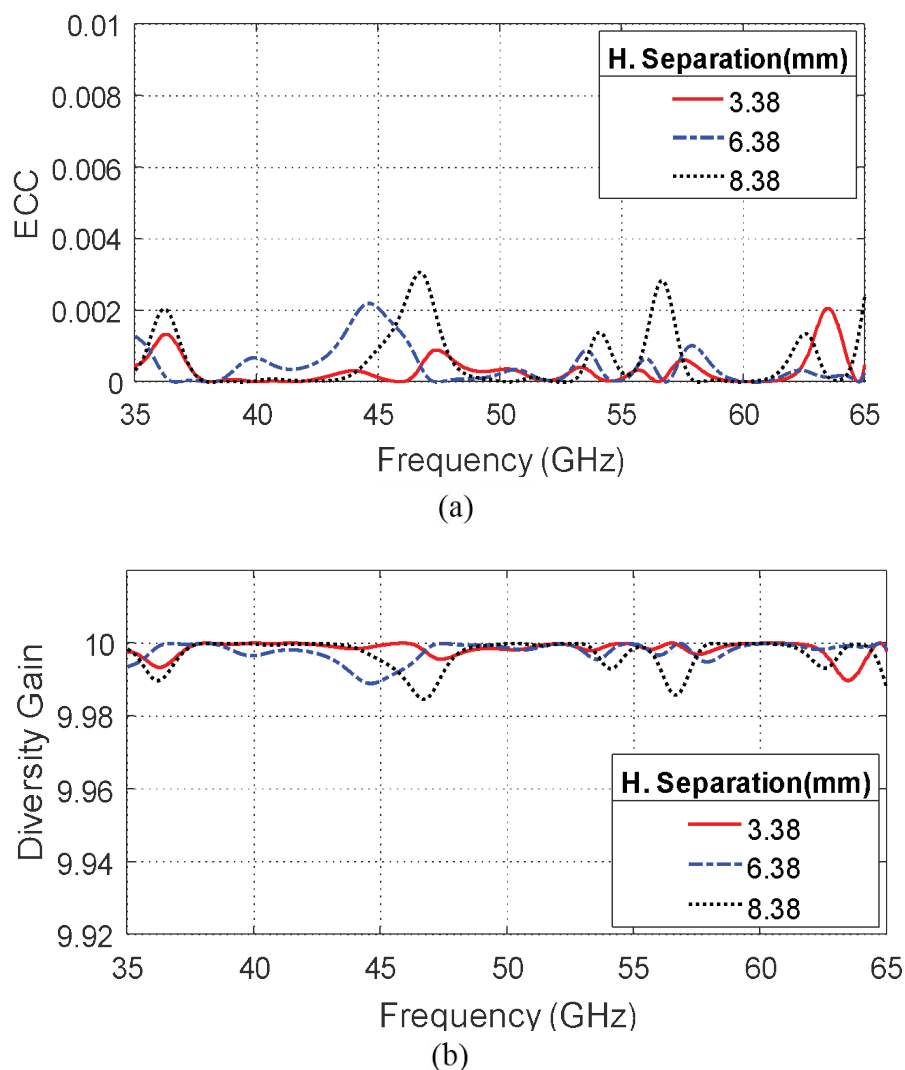 0.01
0.008
0.006
0.004
0.002
0
ECC
H. Separation(mm)
3.38
6.38
8.38
35 40 45 50 55 60 65
Frequency (GHz)
(a)
10
9.98
9.96
9.94
9.92
Diversity Gain
H. Separation(mm)
3.38
6.38
8.38
35 40 45 50 55 60 65
Frequency (GHz)
(b)